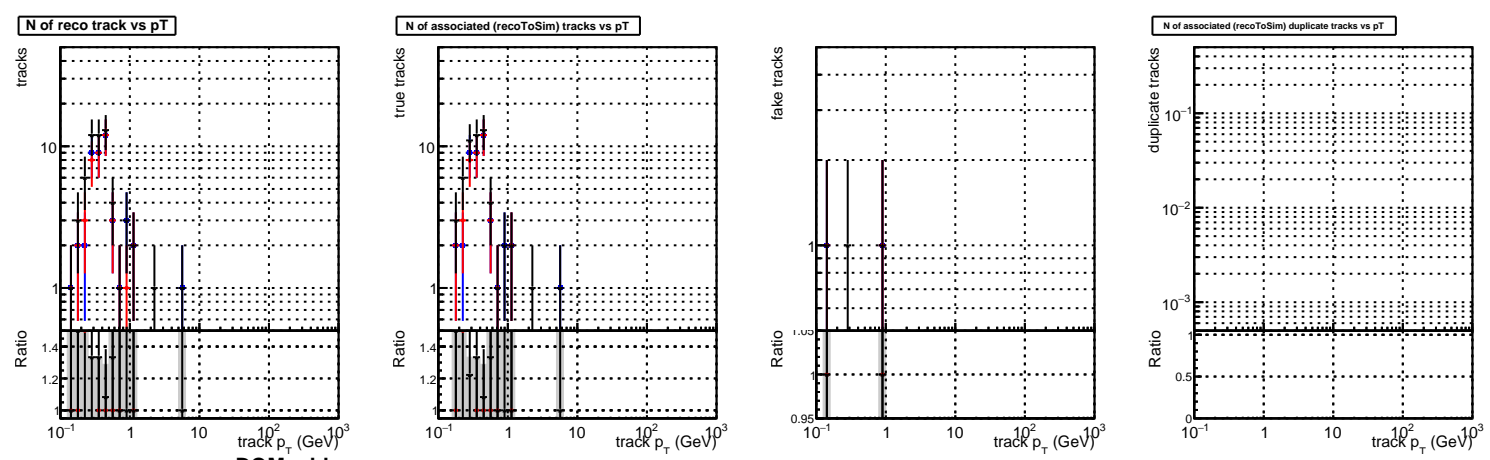 N of reco track vs pT
N of associated (recoToSim) tracks vs pT
N of associated (recoToSim) duplicate tracks vs pT
tracks
10
1
Ratio
1.4
1.2
1
10⁻¹ 1 10 10² 10³
track p_T (GeV)
true tracks
10
1
Ratio
1.4
1.2
1
10⁻¹ 1 10 10² 10³
track p_T (GeV)
fake tracks
1
Ratio
1.05
1
0.95
10⁻¹ 1 10 10² 10³
track p_T (GeV)
duplicate tracks
10⁻¹
10⁻²
10⁻³
Ratio
1
0.5
0
10⁻¹ 1 10 10² 10³
track p_T (GeV)